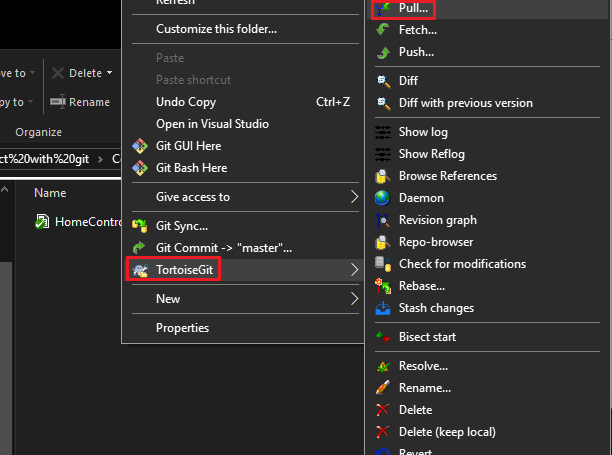 ove to
Delete
py to
Rename
Organize
ct%20with%20git
Co
Name
HomeContro
Refresh
Customize this folder...
Paste
Paste shortcut
Undo Copy Ctrl+Z
Open in Visual Studio
Git GUI Here
Git Bash Here
Give access to
Git Sync...
Git Commit -> "master"...
TortoiseGit
New
Properties
Pull...
Fetch...
Push...
Diff
Diff with previous version
Show log
Show Reflog
Browse References
Daemon
Revision graph
Repo-browser
Check for modifications
Rebase...
Stash changes
Bisect start
Resolve...
Rename...
Delete
Delete (keep local)
Revert